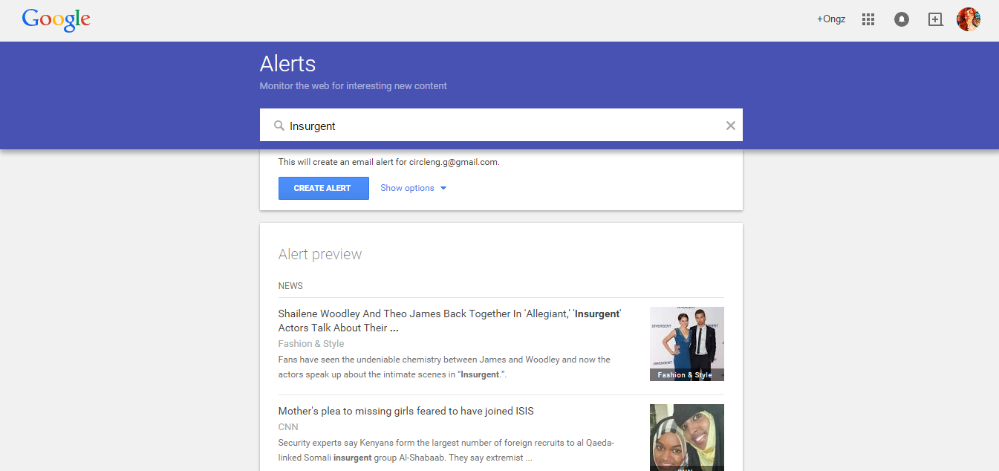 Google
+Ongz
Alerts
Monitor the web for interesting new content
Insurgent
This will create an email alert for circleng.g@gmail.com.
CREATE ALERT
Show options
Alert preview
NEWS
Shailene Woodley And Theo James Back Together In 'Allegiant,' 'Insurgent'
Actors Talk About Their ...
Fashion & Style
Fans have seen the undeniable chemistry between James and Woodley and now the
actors speak up about the intimate scenes in “Insurgent.”.
DIVERGENT
DIVERGENT
Fashion & Style
Mother's plea to missing girls feared to have joined ISIS
CNN
Security experts say Kenyans form the largest number of foreign recruits to al Qaeda-
linked Somali insurgent group Al-Shabaab. They say extremist ...
CNN